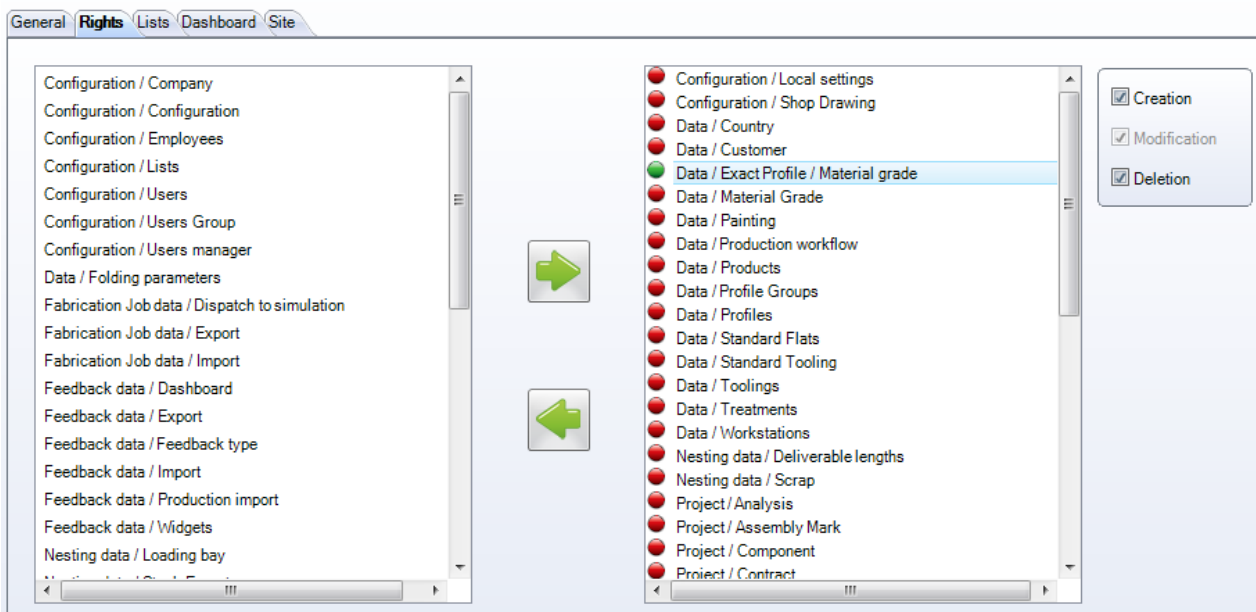 General Rights Lists Dashboard Site
Configuration / Company
Configuration / Configuration
Configuration / Employees
Configuration / Lists
Configuration / Users
Configuration / Users Group
Configuration / Users manager
Data / Folding parameters
Fabrication Job data / Dispatch to simulation
Fabrication Job data / Export
Fabrication Job data / Import
Feedback data / Dashboard
Feedback data / Export
Feedback data / Feedback type
Feedback data / Import
Feedback data / Production import
Feedback data / Widgets
Nesting data / Loading bay
Configuration / Local settings
Configuration / Shop Drawing
Data / Country
Data / Customer
Data / Exact Profile / Material grade
Data / Material Grade
Data / Painting
Data / Production workflow
Data / Products
Data / Profile Groups
Data / Profiles
Data / Standard Flats
Data / Standard Tooling
Data / Toolings
Data / Treatments
Data / Workstations
Nesting data / Deliverable lengths
Nesting data / Scrap
Project / Analysis
Project / Assembly Mark
Project / Component
Project / Contract
Creation
Modification
Deletion